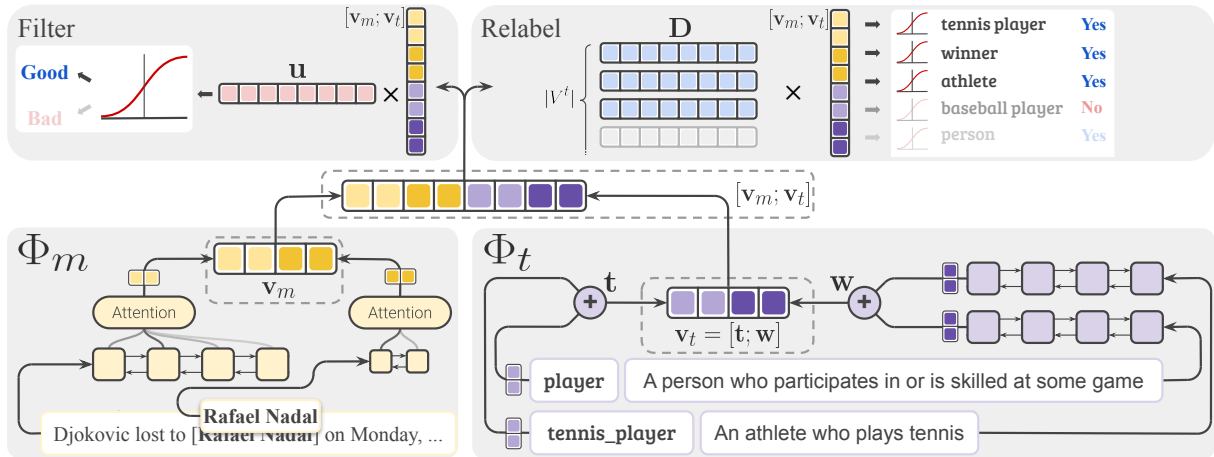 Filter
[v_m; v_t]
Good
Bad
u
×
Relabel
D
|V^t|
×
[v_m; v_t]
tennis player Yes
winner Yes
athlete Yes
baseball player No
person Yes
[v_m; v_t]
Φ_m
v_m
Attention
Attention
Rafael Nadal
Djokovic lost to [Rafael Nadal] on Monday, ...
Φ_t
t
+
w
+
v_t = [t; w]
player A person who participates in or is skilled at some game
tennis_player An athlete who plays tennis